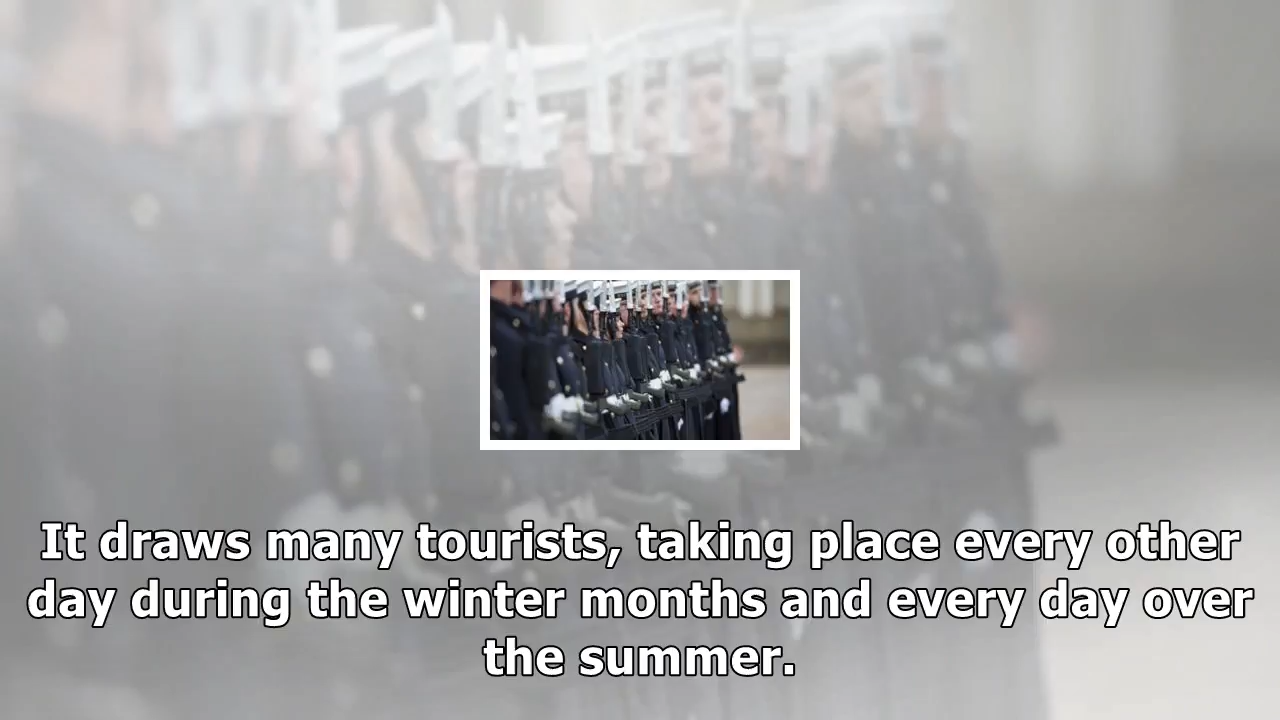 It draws many tourists, taking place every other
day during the winter months and every day over
the summer.